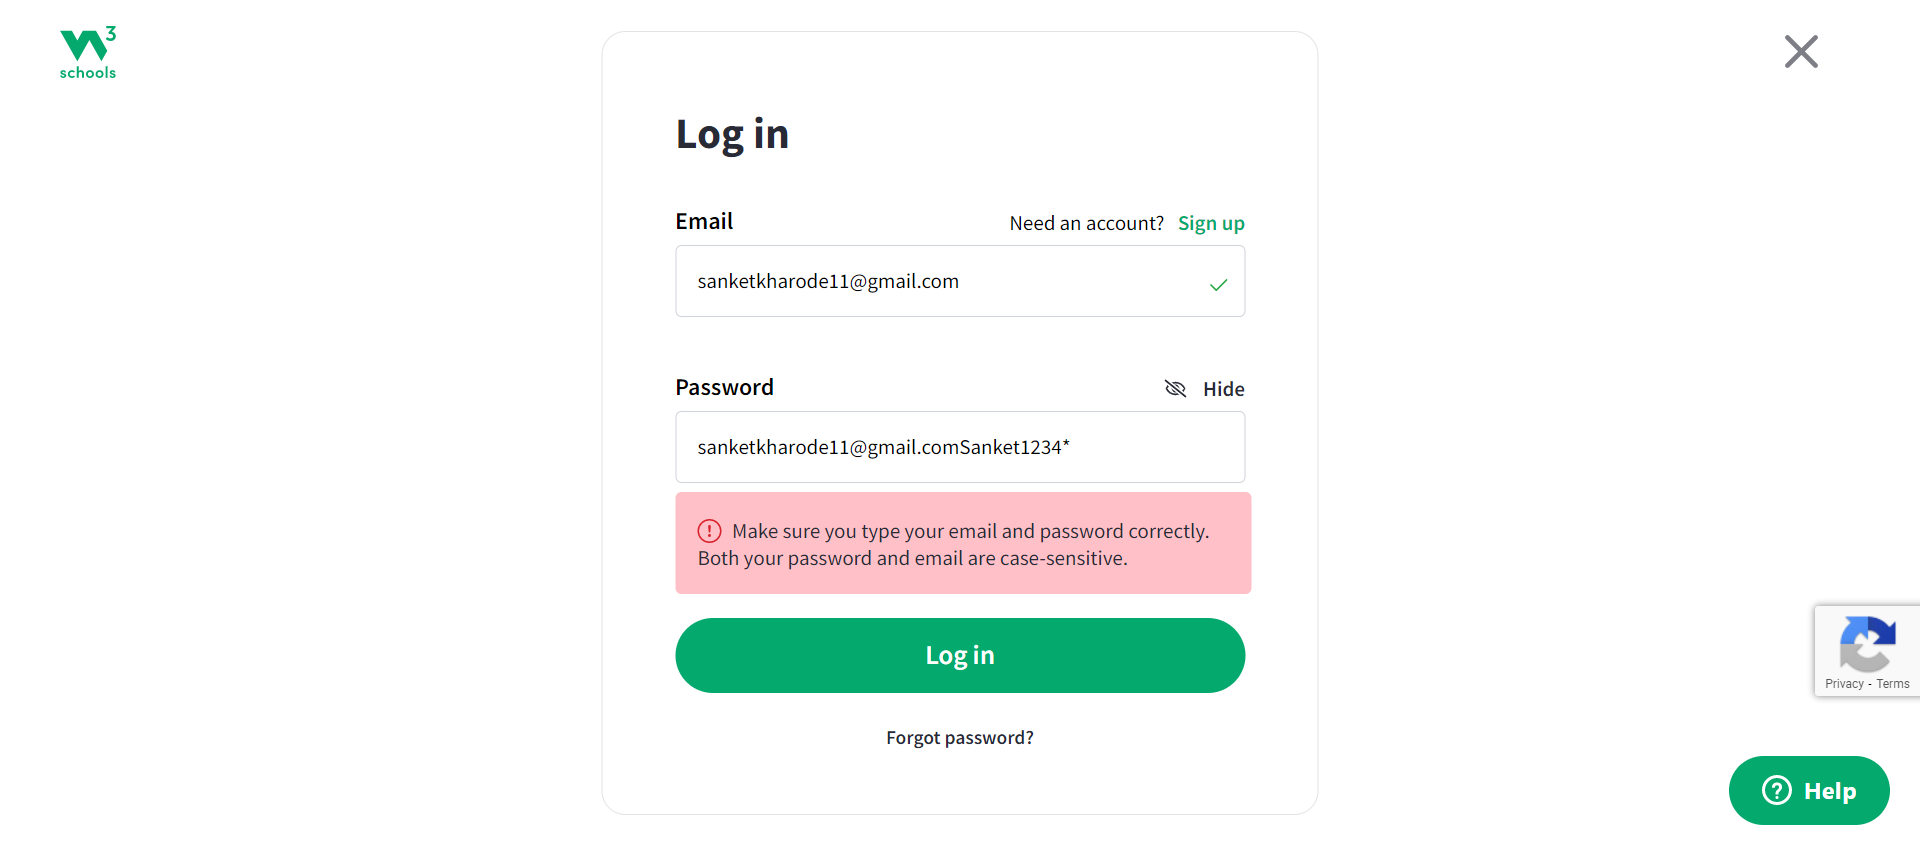 3
schools
Log in
Email
Need an account? Sign up
sanketkharode11@gmail.com
Password
Hide
sanketkharode11@gmail.comSanket1234*
Make sure you type your email and password correctly.
Both your password and email are case-sensitive.
Log in
Forgot password?
Privacy - Terms
Help